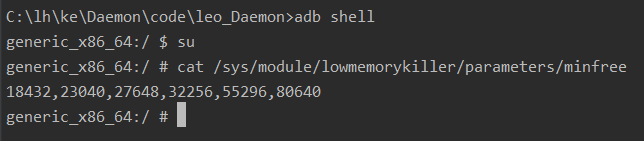 C:\lh\ke\Daemon\code\leo_Daemon>adb shell
generic_x86_64:/ $ su
generic_x86_64:/ # cat /sys/module/lowmemorykiller/parameters/minfree
18432,23040,27648,32256,55296,80640
generic_x86_64:/ #